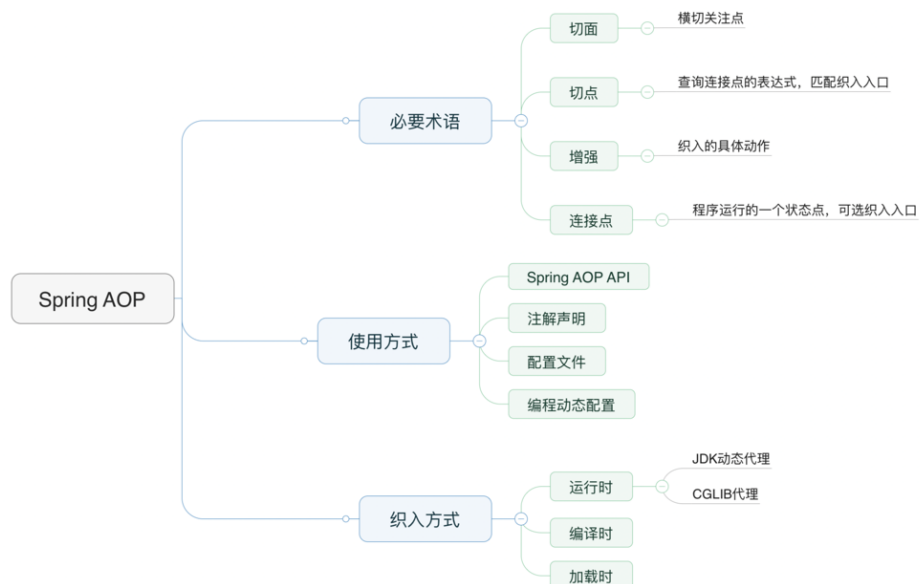 Spring AOP
必要术语
切面
横切关注点
切点
查询连接点的表达式，匹配织入入口
增强
织入的具体动作
连接点
程序运行的一个状态点，可选织入入口
使用方式
Spring AOP API
注解声明
配置文件
编程动态配置
织入方式
运行时
JDK动态代理
CGLIB代理
编译时
加载时